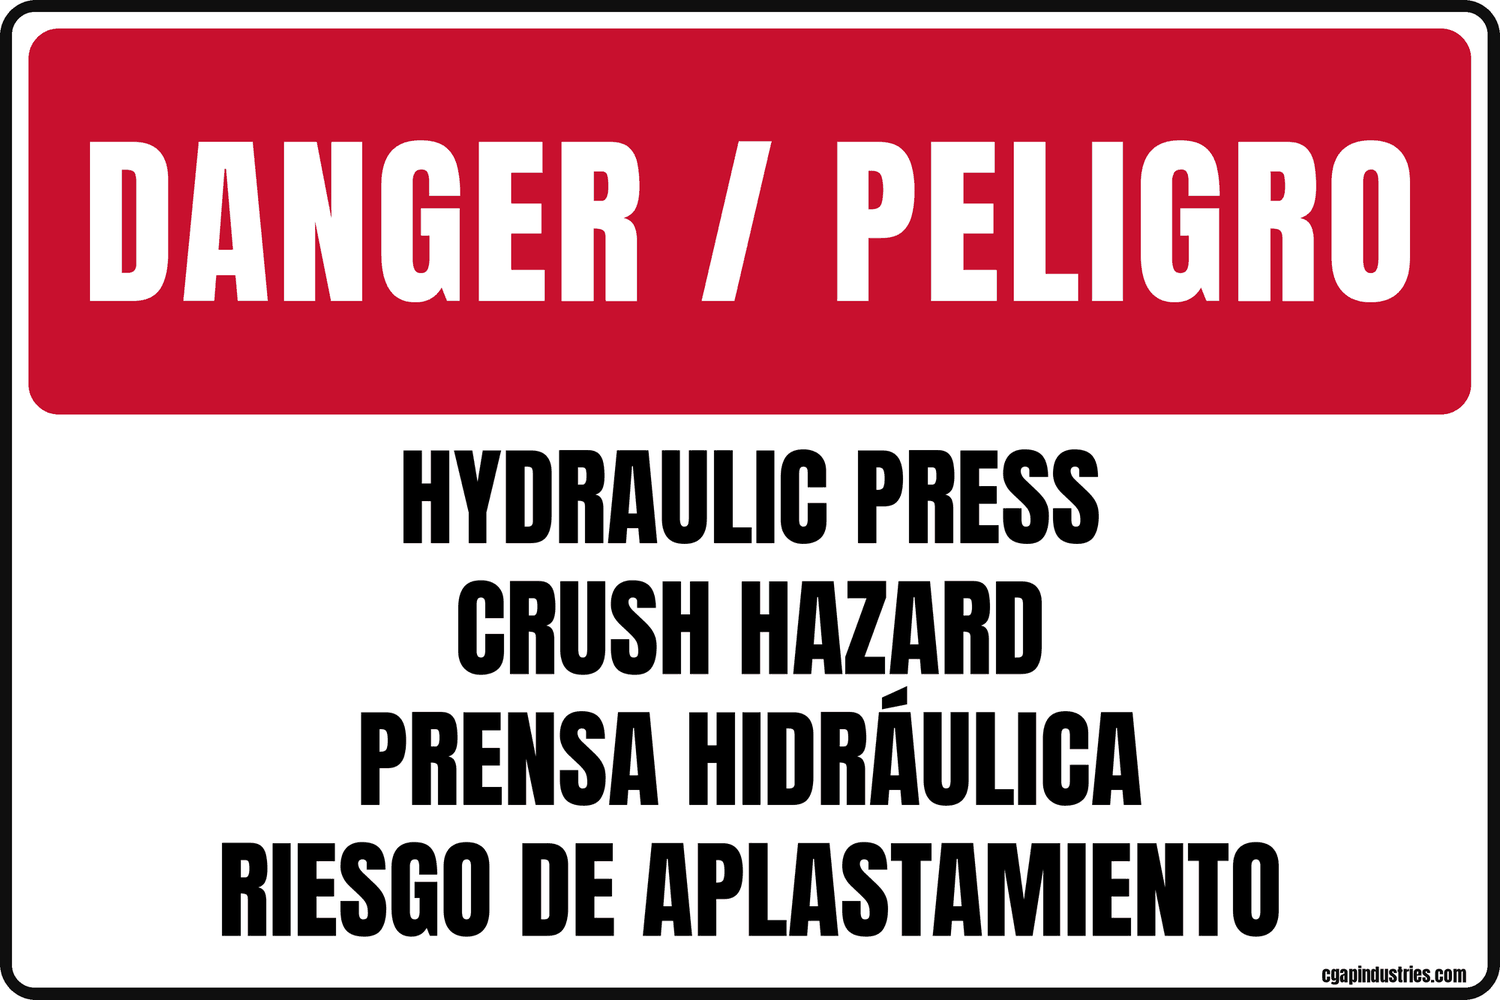 DANGER / PELIGRO
HYDRAULIC PRESS
CRUSH HAZARD
PRENSA HIDRÁULICA
RIESGO DE APLASTAMIENTO
cgapindustries.com